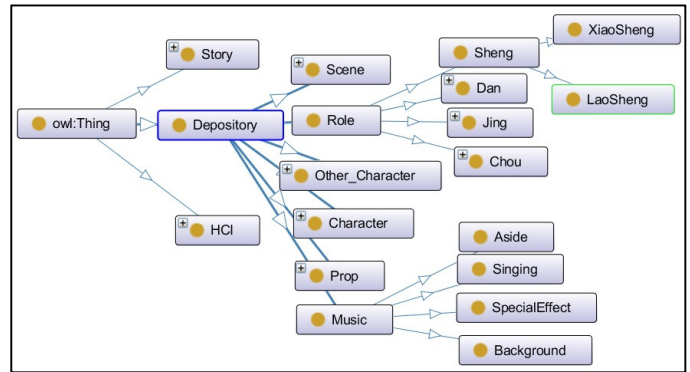 owl:Thing
Story
Depository
HCI
Scene
Role
Other_Character
Character
Prop
Music
Sheng
Dan
Jing
Chou
XiaoSheng
LaoSheng
Aside
Singing
SpecialEffect
Background